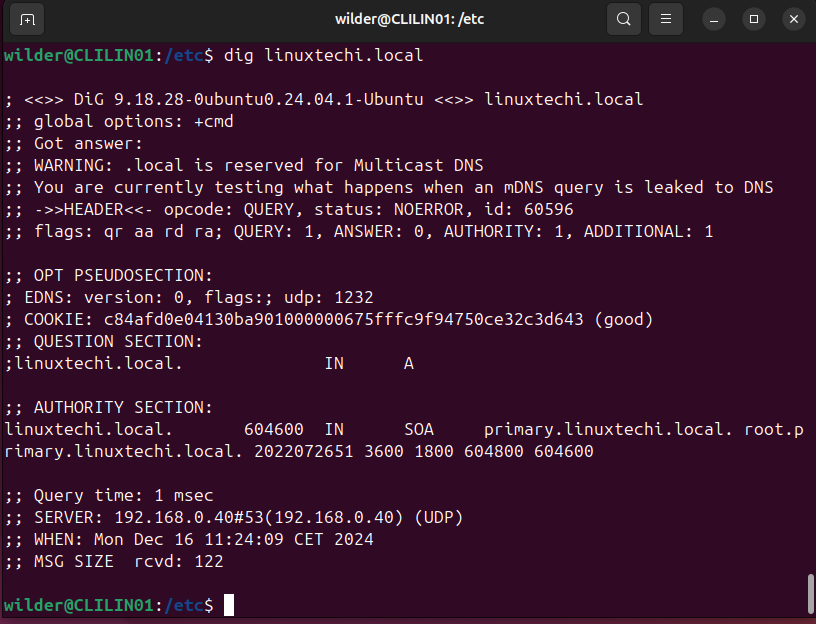 wilder@CLILIN01: /etc
wilder@CLILIN01:/etc$ dig linuxtechi.local
; <<>> DiG 9.18.28-0ubuntu0.24.04.1-Ubuntu <<>> linuxtechi.local
;; global options: +cmd
;; Got answer:
;; WARNING: .local is reserved for Multicast DNS
;; You are currently testing what happens when an mDNS query is leaked to DNS
;; ->>HEADER<<- opcode: QUERY, status: NOERROR, id: 60596
;; flags: qr aa rd ra; QUERY: 1, ANSWER: 0, AUTHORITY: 1, ADDITIONAL: 1
;; OPT PSEUDOSECTION:
; EDNS: version: 0, flags:; udp: 1232
; COOKIE: c84afd0e04130ba901000000675fffc9f94750ce32c3d643 (good)
;; QUESTION SECTION:
;linuxtechi.local. IN A
;; AUTHORITY SECTION:
linuxtechi.local. 604600 IN SOA primary.linuxtechi.local. root.p
rimary.linuxtechi.local. 2022072651 3600 1800 604800 604600
;; Query time: 1 msec
;; SERVER: 192.168.0.40#53(192.168.0.40) (UDP)
;; WHEN: Mon Dec 16 11:24:09 CET 2024
;; MSG SIZE  rcvd: 122
wilder@CLILIN01:/etc$